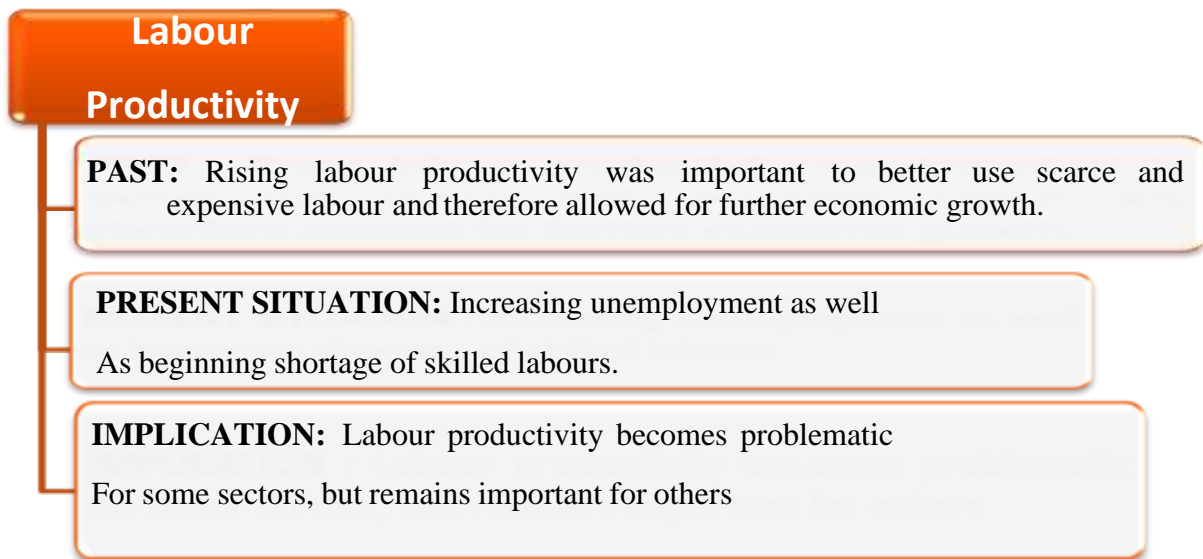 Labour
Productivity
PAST: Rising labour productivity was important to better use scarce and
expensive labour and therefore allowed for further economic growth.
PRESENT SITUATION: Increasing unemployment as well
As beginning shortage of skilled labours.
IMPLICATION: Labour productivity becomes problematic
For some sectors, but remains important for others